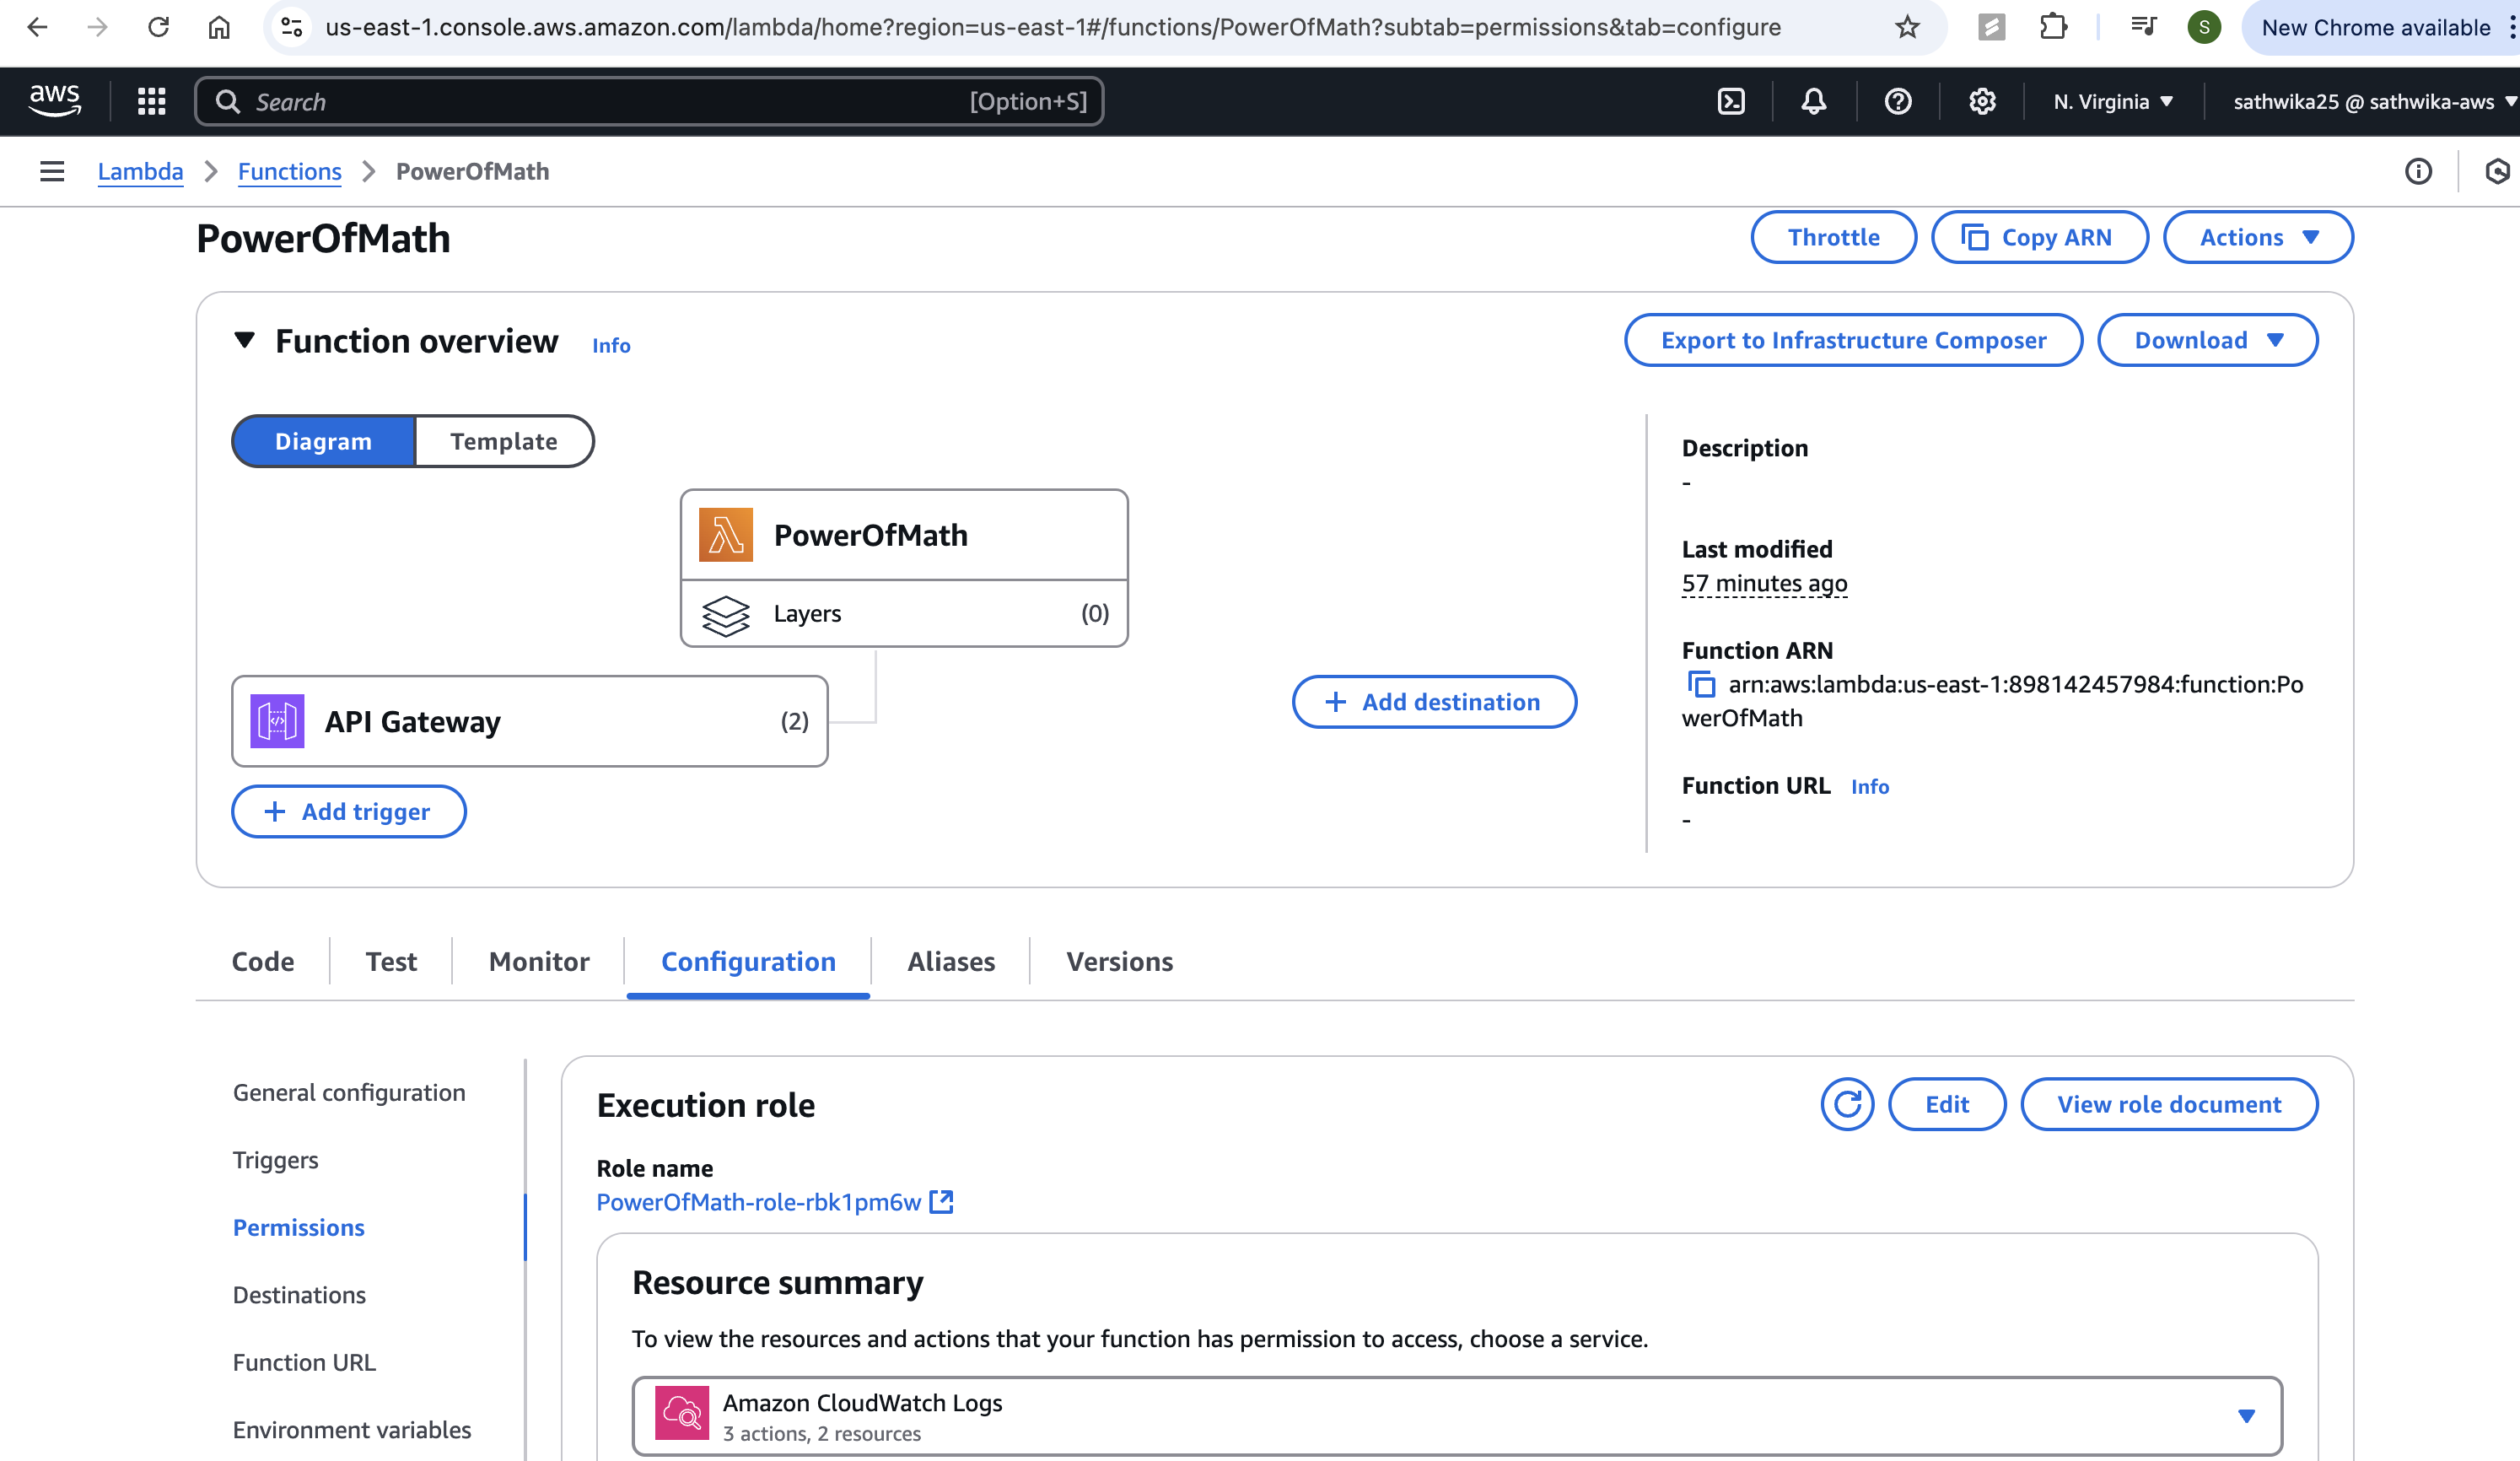 us-east-1.console.aws.amazon.com/lambda/home?region=us-east-1#/functions/PowerOfMath?subtab=permissions&tab=configure
S
New Chrome available
aws
Search
[Option+S]
N. Virginia
sathwika25 @ sathwika-aws
Lambda
Functions
PowerOfMath
PowerOfMath
Throttle
Copy ARN
Actions
Function overview
Info
Export to Infrastructure Composer
Download
Diagram
Template
PowerOfMath
Layers
(0)
API Gateway
(2)
Add trigger
Add destination
Description
-
Last modified
57 minutes ago
Function ARN
arn:aws:lambda:us-east-1:898142457984:function:Po
werOfMath
Function URL
Info
-
Code
Test
Monitor
Configuration
Aliases
Versions
General configuration
Triggers
Permissions
Destinations
Function URL
Environment variables
Execution role
Edit
View role document
Role name
PowerOfMath-role-rbk1pm6w
Resource summary
To view the resources and actions that your function has permission to access, choose a service.
Amazon CloudWatch Logs
3 actions, 2 resources